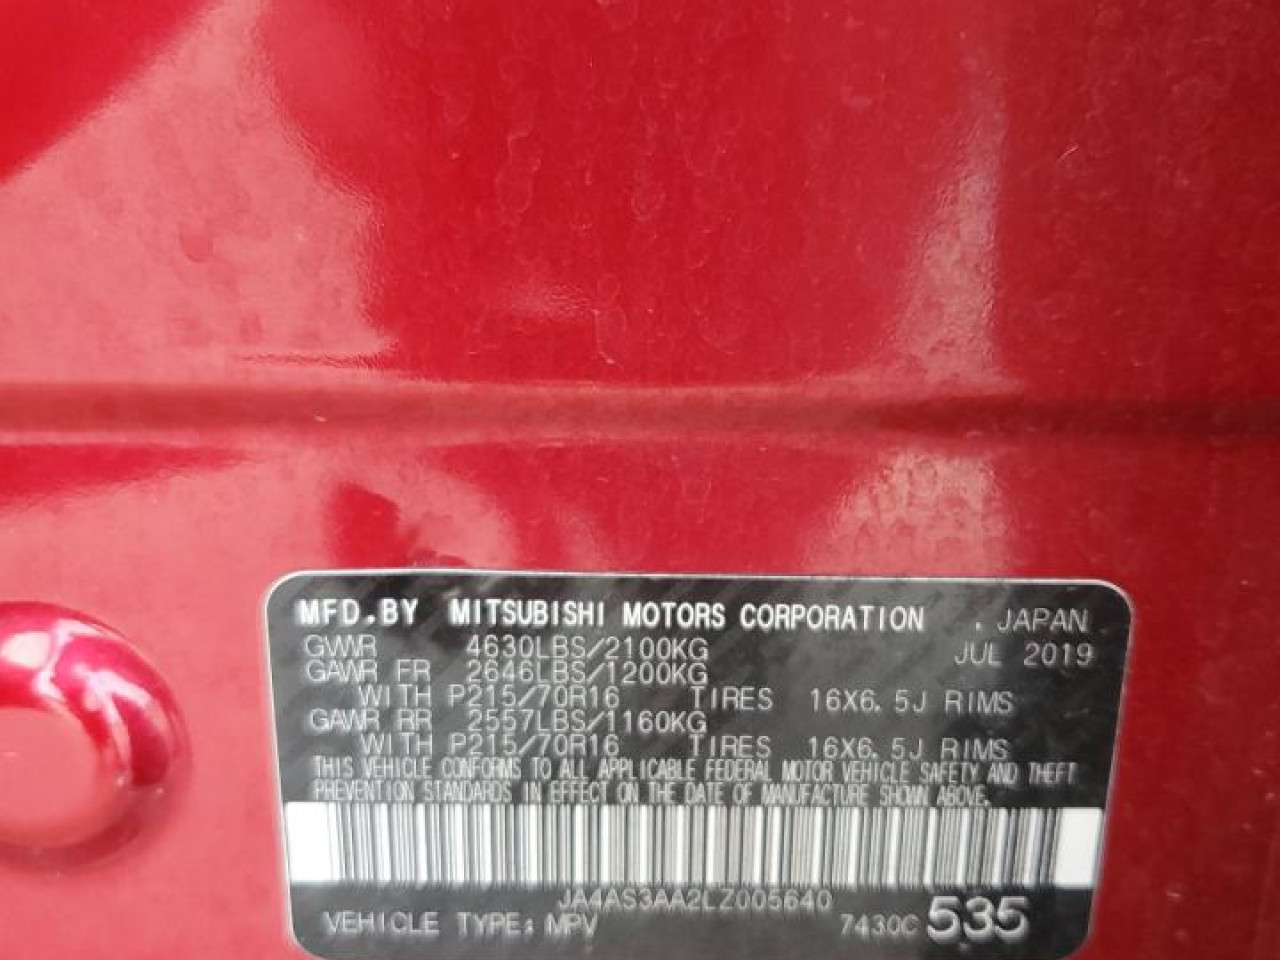 MFD.BY MITSUBISHI MOTORS CORPORATION . JAPAN
GVWR 4630LBS/2100KG JUL 2019
GAWR FR 2646LBS/1200KG
WITH P215/70R16 TIRES 16X6.5J RIMS
GAWR RR 2557LBS/1160KG
WITH P215/70R16 TIRES 16X6.5J RIMS
THIS VEHICLE CONFORMS TO ALL APPLICABLE FEDERAL MOTOR VEHICLE SAFETY AND THEFT
PREVENTION STANDARDS IN EFFECT ON THE DATE OF MANUFACTURE SHOWN ABOVE.
JA4AS3AA2LZ005640
VEHICLE TYPE: MPV 7430C 535